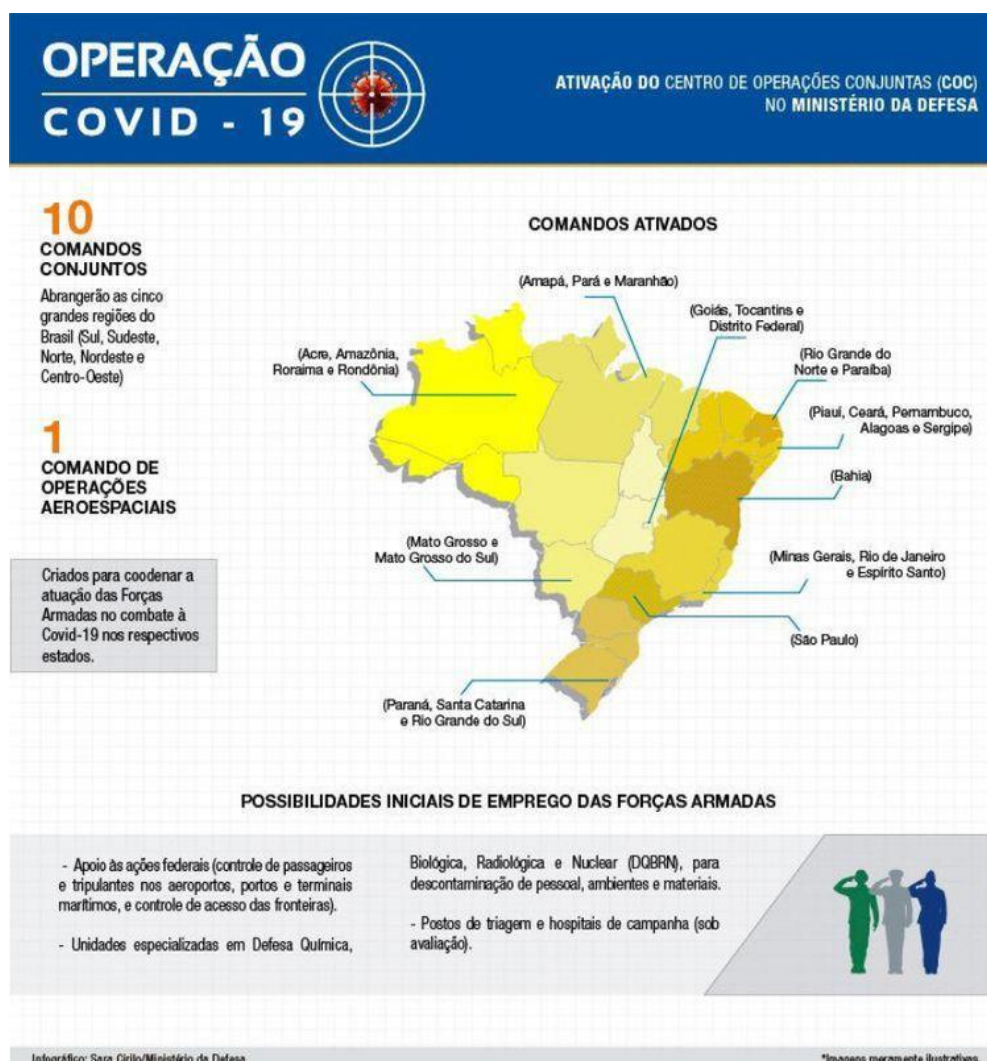 OPERAÇÃO
COVID - 19
ATIVAÇÃO DO CENTRO DE OPERAÇÕES CONJUNTAS (COC)
NO MINISTÉRIO DA DEFESA
10
COMANDOS
CONJUNTOS
Abrangerão as cinco
grandes regiões do
Brasil (Sul, Sudeste,
Norte, Nordeste e
Centro-Oeste)
1
COMANDO DE
OPERAÇÕES
AEROESPACIAIS
Criados para coodenar a
atuação das Forças
Armadas no combate à
Covid-19 nos respectivos
estados.
COMANDOS ATIVADOS
(Amapá, Pará e Maranhão)
(Goiás, Tocantins e
Distrito Federal)
(Acre, Amazônia,
Roraima e Rondônia)
(Rio Grande do
Norte e Paraíba)
(Piauí, Ceará, Pernambuco,
Alagoas e Sergipe)
(Bahia)
(Mato Grosso e
Mato Grosso do Sul)
(Minas Gerais, Rio de Janeiro
e Espírito Santo)
(São Paulo)
(Paraná, Santa Catarina
e Rio Grande do Sul)
POSSIBILIDADES INICIAIS DE EMPREGO DAS FORÇAS ARMADAS
- Apoio às ações federais (controle de passageiros
e tripulantes nos aeroportos, portos e terminais
marítimos, e controle de acesso das fronteiras).
- Unidades especializadas em Defesa Química,
Biológica, Radiológica e Nuclear (DQBRN), para
descontaminação de pessoal, ambientes e materiais.
- Postos de triagem e hospitais de campanha (sob
avaliação).
Infográfico: Sara Cirilo/Ministério da Defesa
*Imagens meramente ilustrativas